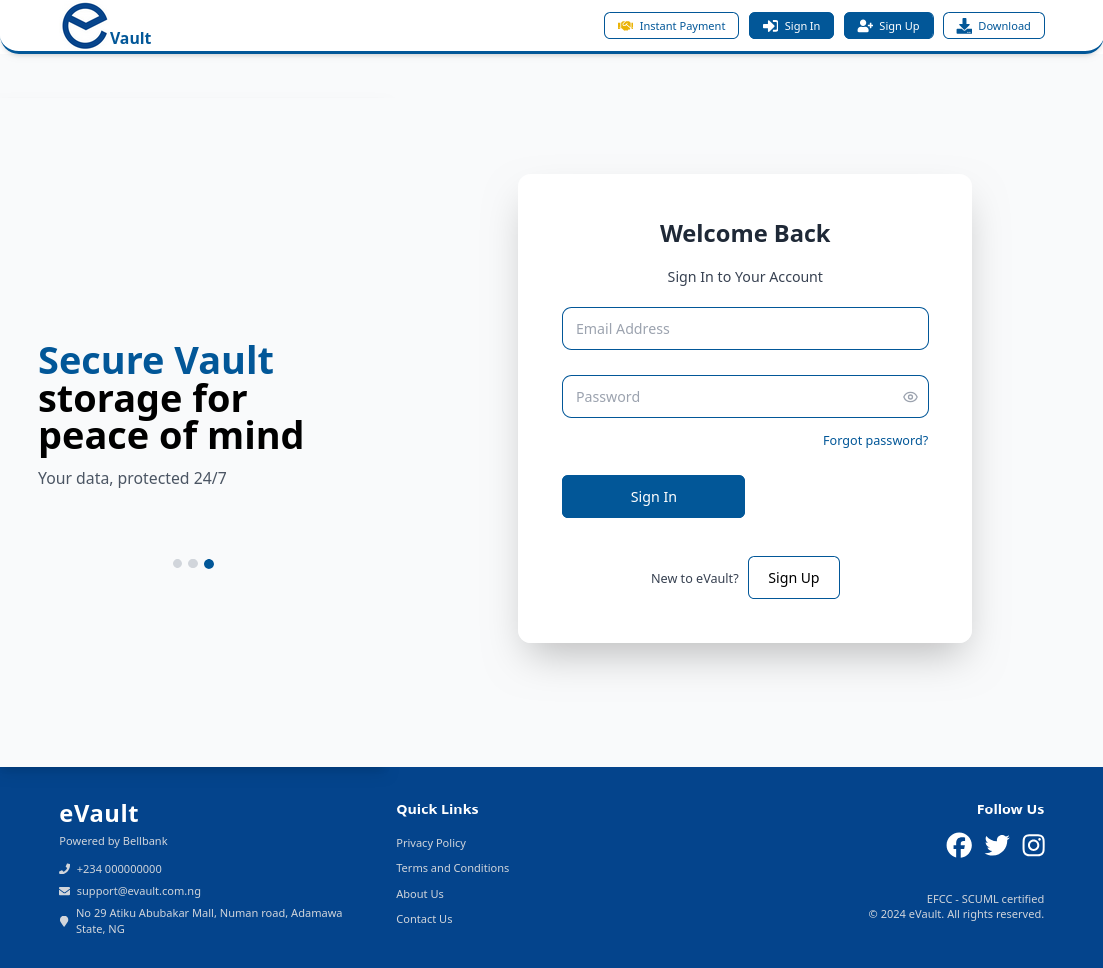 eVault
Instant Payment
Sign In
Sign Up
Download
Secure Vault
storage for
peace of mind
Your data, protected 24/7
Welcome Back
Sign In to Your Account
Email Address
Password
Forgot password?
Sign In
New to eVault?
Sign Up
eVault
Powered by Bellbank
+234 000000000
support@evault.com.ng
No 29 Atiku Abubakar Mall, Numan road, Adamawa
State, NG
Quick Links
Privacy Policy
Terms and Conditions
About Us
Contact Us
Follow Us
EFCC - SCUML certified
© 2024 eVault. All rights reserved.